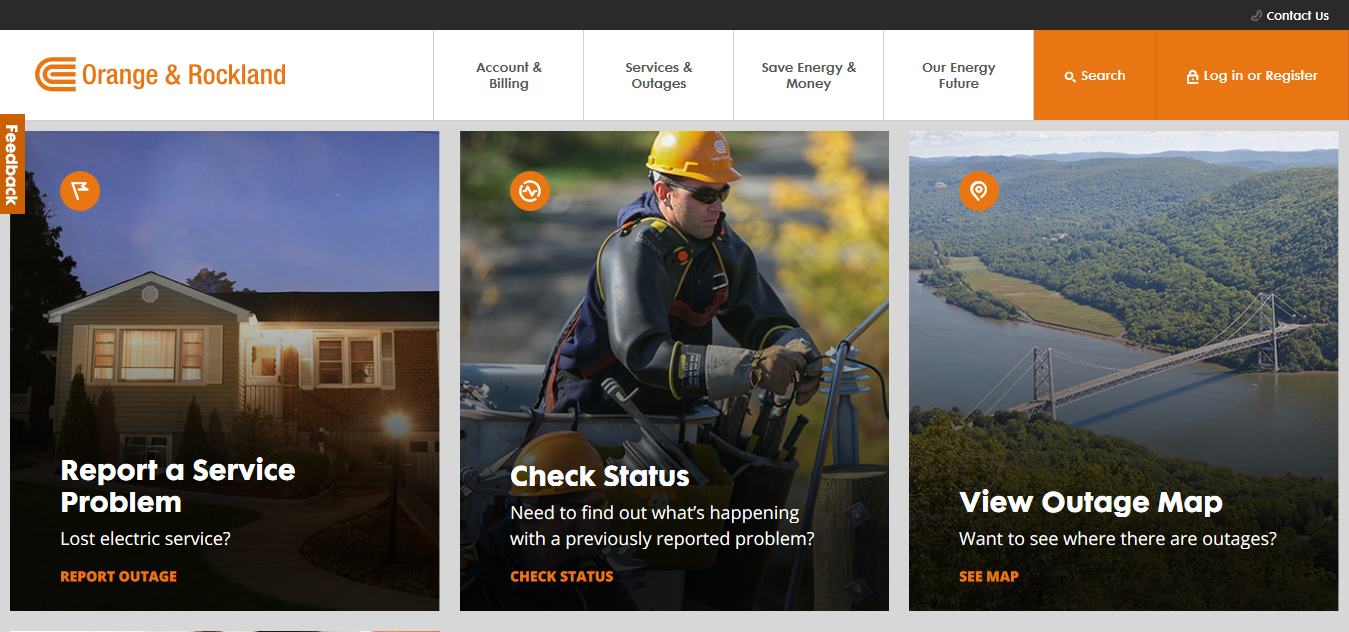 Contact Us
Orange & Rockland
Account &
Billing
Services &
Outages
Save Energy &
Money
Our Energy
Future
Search
Log in or Register
Feedback
Report a Service
Problem
Lost electric service?
REPORT OUTAGE
Check Status
Need to find out what’s happening
with a previously reported problem?
CHECK STATUS
View Outage Map
Want to see where there are outages?
SEE MAP